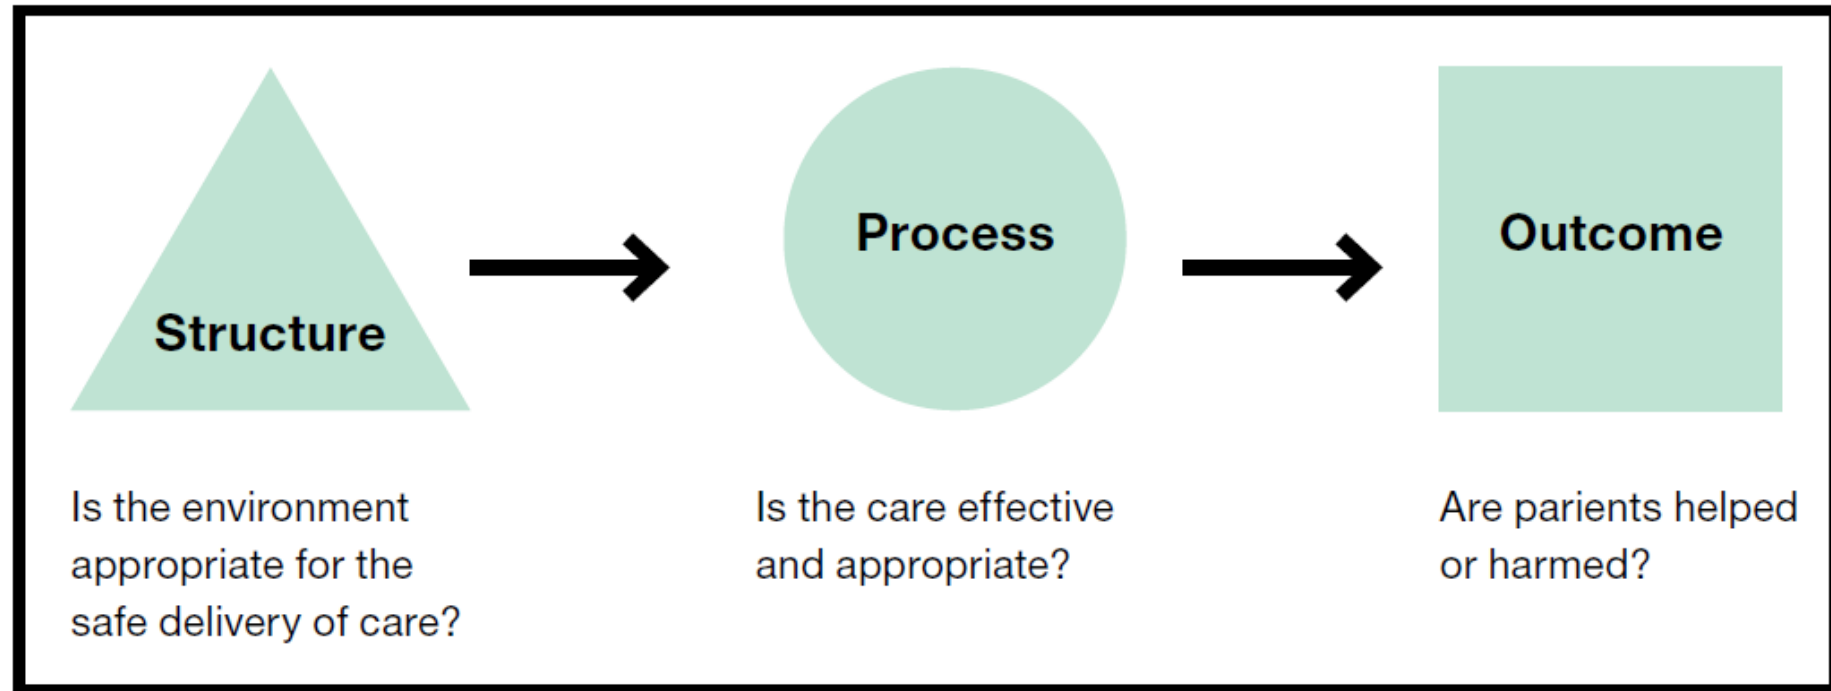 Structure
Process
Outcome
Is the environment
appropriate for the
safe delivery of care?
Is the care effective
and appropriate?
Are parients helped
or harmed?